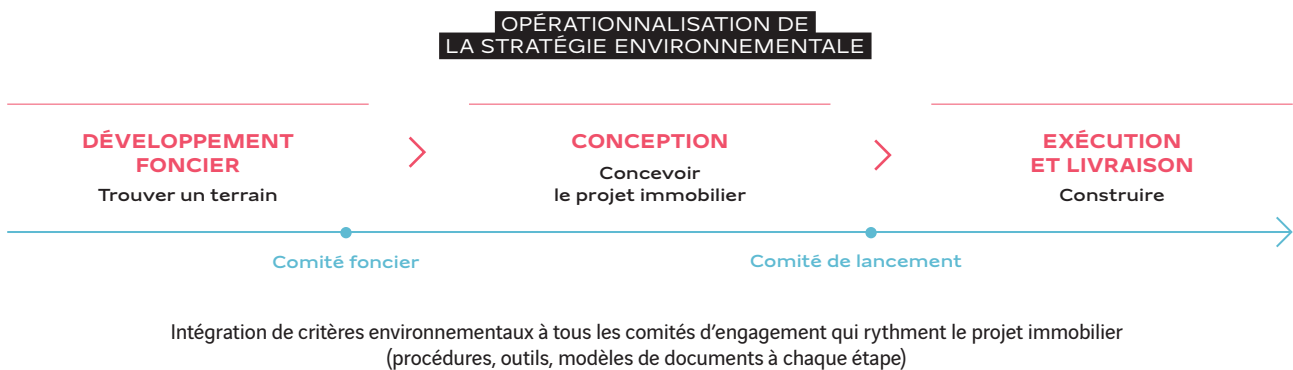 OPÉRATIONNALISATION DE
LA STRATÉGIE ENVIRONNEMENTALE
DÉVELOPPEMENT
FONCIER
Trouver un terrain
CONCEPTION
Concevoir
le projet immobilier
EXÉCUTION
ET LIVRAISON
Construire
Comité foncier
Comité de lancement
Intégration de critères environnementaux à tous les comités d’engagement qui rythment le projet immobilier
(procédures, outils, modèles de documents à chaque étape)